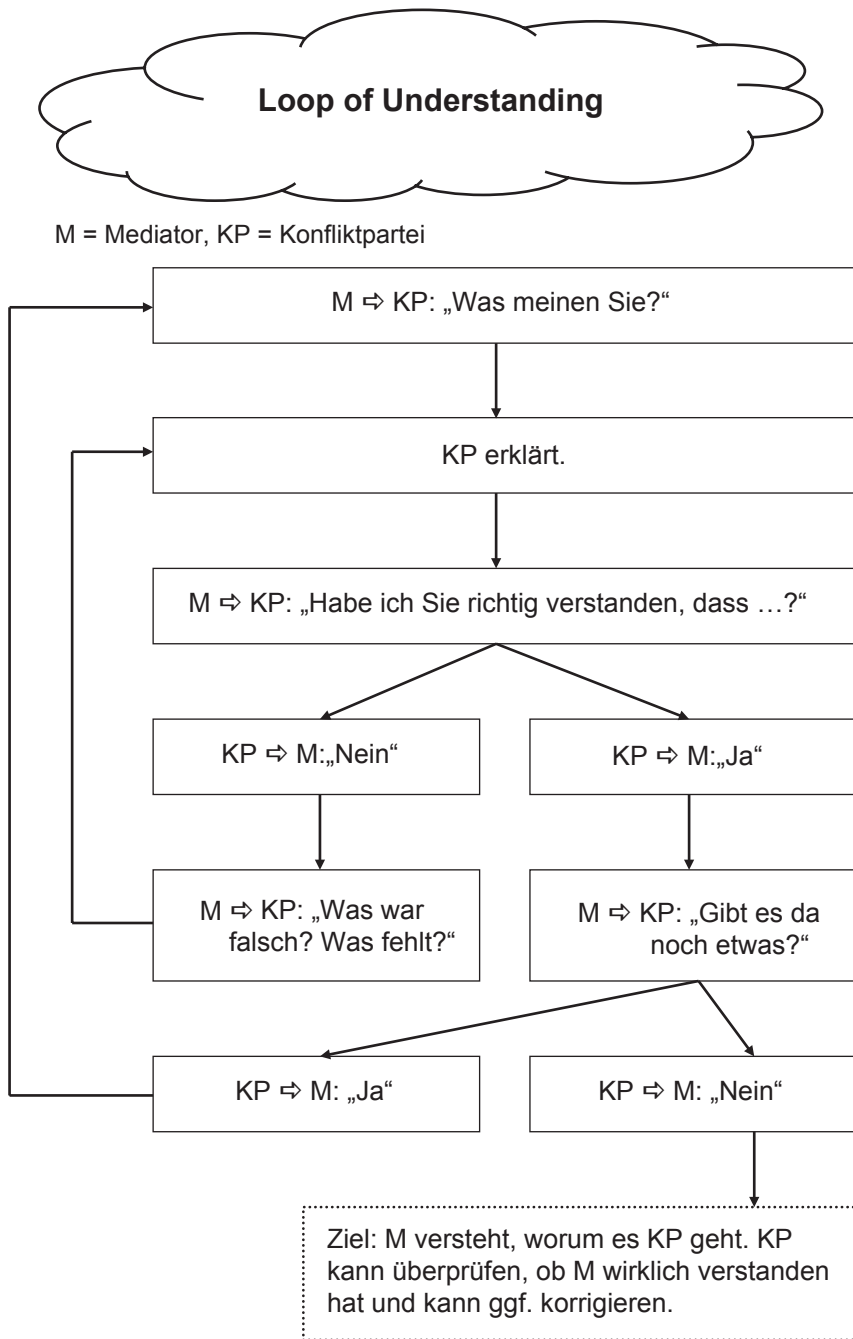 Loop of Understanding
M = Mediator, KP = Konfliktpartei
M ⇨ KP: „Was meinen Sie?“
KP erklärt.
M ⇨ KP: „Habe ich Sie richtig verstanden, dass …?“
KP ⇨ M:„Nein“
KP ⇨ M:„Ja“
M ⇨ KP: „Was war
falsch? Was fehlt?“
M ⇨ KP: „Gibt es da
noch etwas?“
KP ⇨ M: „Ja“
KP ⇨ M: „Nein“
Ziel: M versteht, worum es KP geht. KP
kann überprüfen, ob M wirklich verstanden
hat und kann ggf. korrigieren.